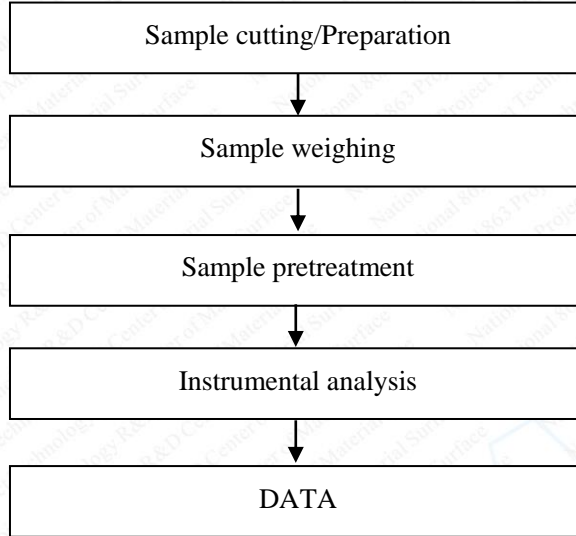 Sample cutting/Preparation
Sample weighing
Sample pretreatment
Instrumental analysis
DATA